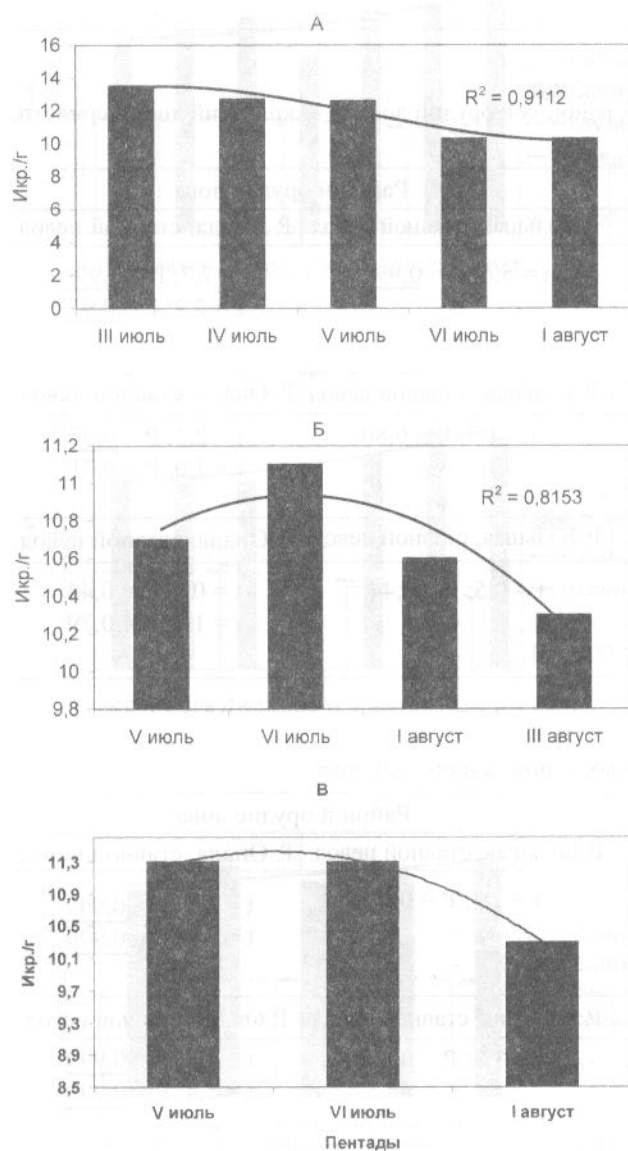 А
16
14
12
10
8
6
4
2
0
Икр./г
R² = 0,9112
III июль IV июль V июль VI июль I август
Б
11,2
11
10,8
10,6
10,4
10,2
10
9,8
Икр./г
R² = 0,8153
V июль VI июль I август III август
В
11,3
10,9
10,5
10,1
9,7
9,3
8,9
8,5
Икр./г
V июль VI июль I август
Пентады